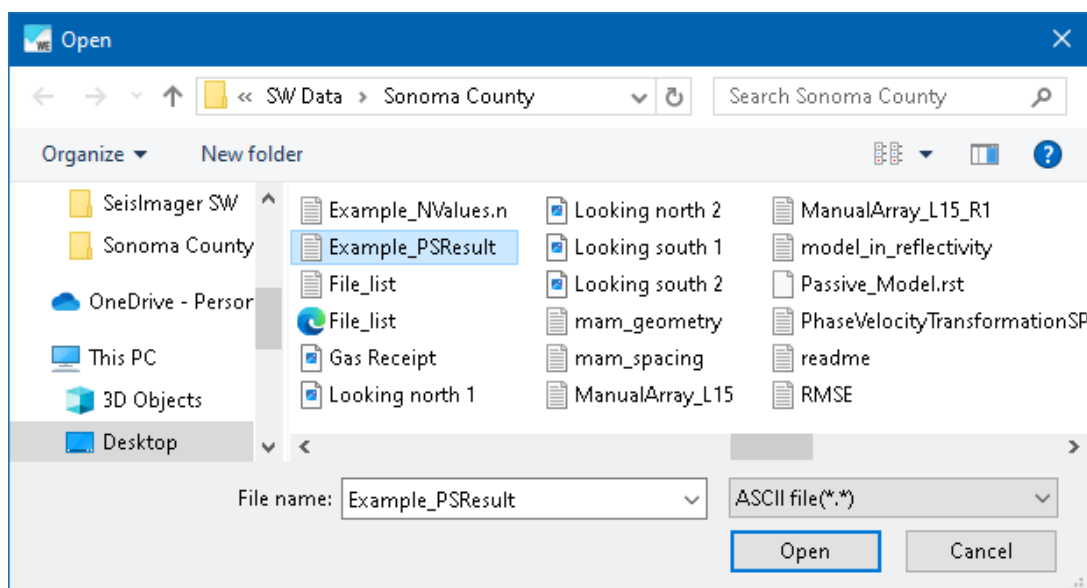 WE Open
« SW Data > Sonoma County
Search Sonoma County
Organize
New folder
?
SeisImager SW
Sonoma County
OneDrive - Person
This PC
3D Objects
Desktop
Example_NValues.n
Example_PSResult
File_list
File_list
Gas Receipt
Looking north 1
Looking north 2
Looking south 1
Looking south 2
mam_geometry
mam_spacing
ManualArray_L15
ManualArray_L15_R1
model_in_reflectivity
Passive_Model.rst
PhaseVelocityTransformationSP
readme
RMSE
File name: Example_PSResult
ASCII file(*.*)
Open
Cancel